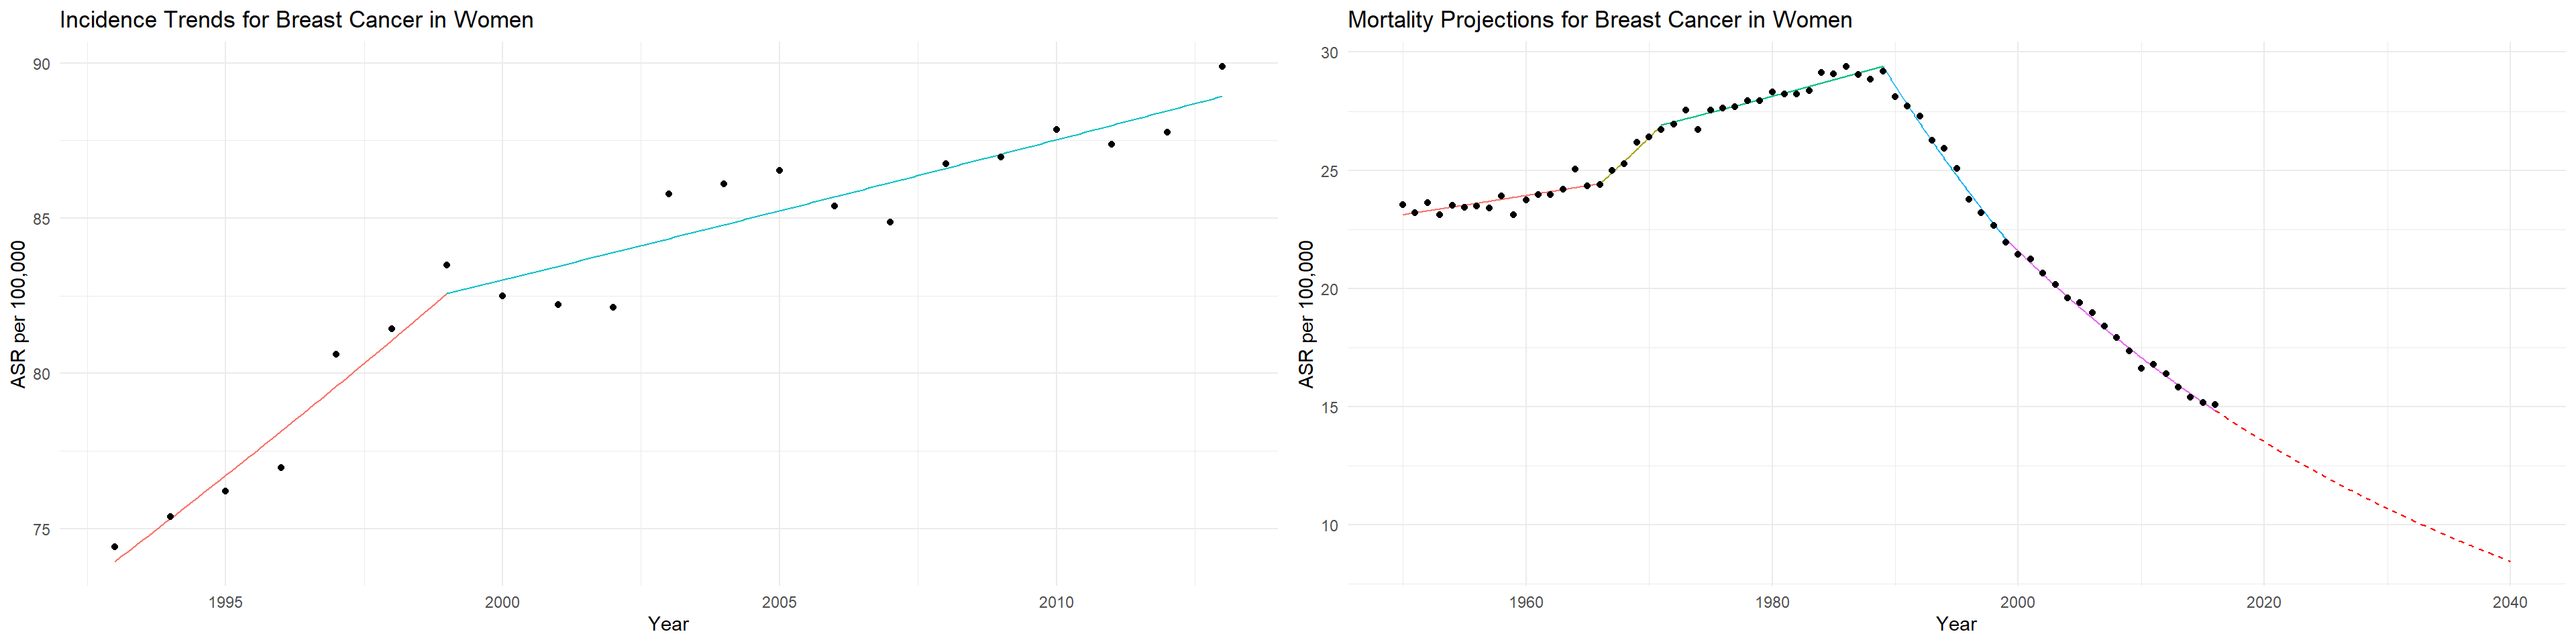 Incidence Trends for Breast Cancer in Women
ASR per 100,000
90
85
80
75
1995 2000 2005 2010
Year
Mortality Projections for Breast Cancer in Women
ASR per 100,000
30
25
20
15
10
1960 1980 2000 2020 2040
Year